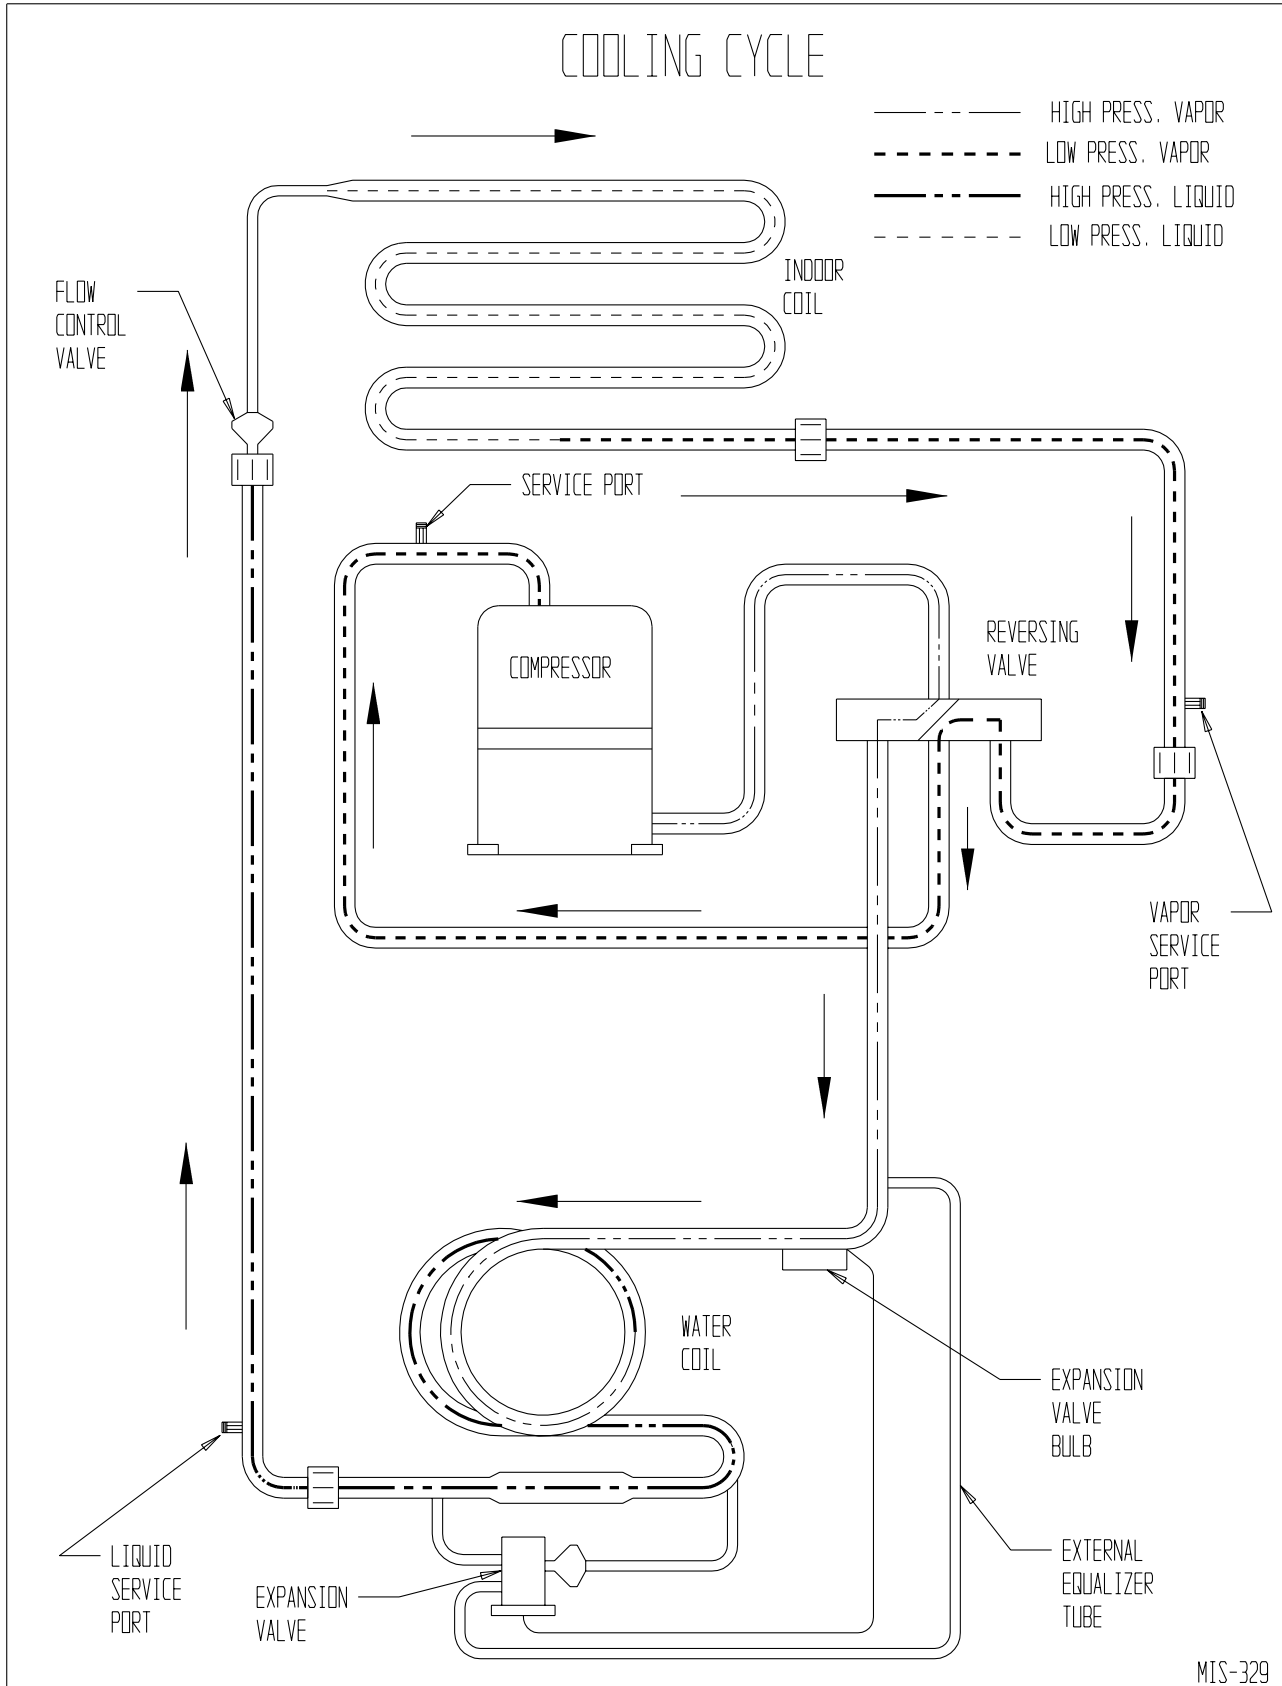 COOLING CYCLE
HIGH PRESS. VAPOR
LOW PRESS. VAPOR
HIGH PRESS. LIQUID
LOW PRESS. LIQUID
INDOOR
COIL
FLOW
CONTROL
VALVE
SERVICE PORT
COMPRESSOR
REVERSING
VALVE
VAPOR
SERVICE
PORT
WATER
COIL
EXPANSION
VALVE
BULB
LIQUID
SERVICE
PORT
EXPANSION
VALVE
EXTERNAL
EQUALIZER
TUBE
MIS-329